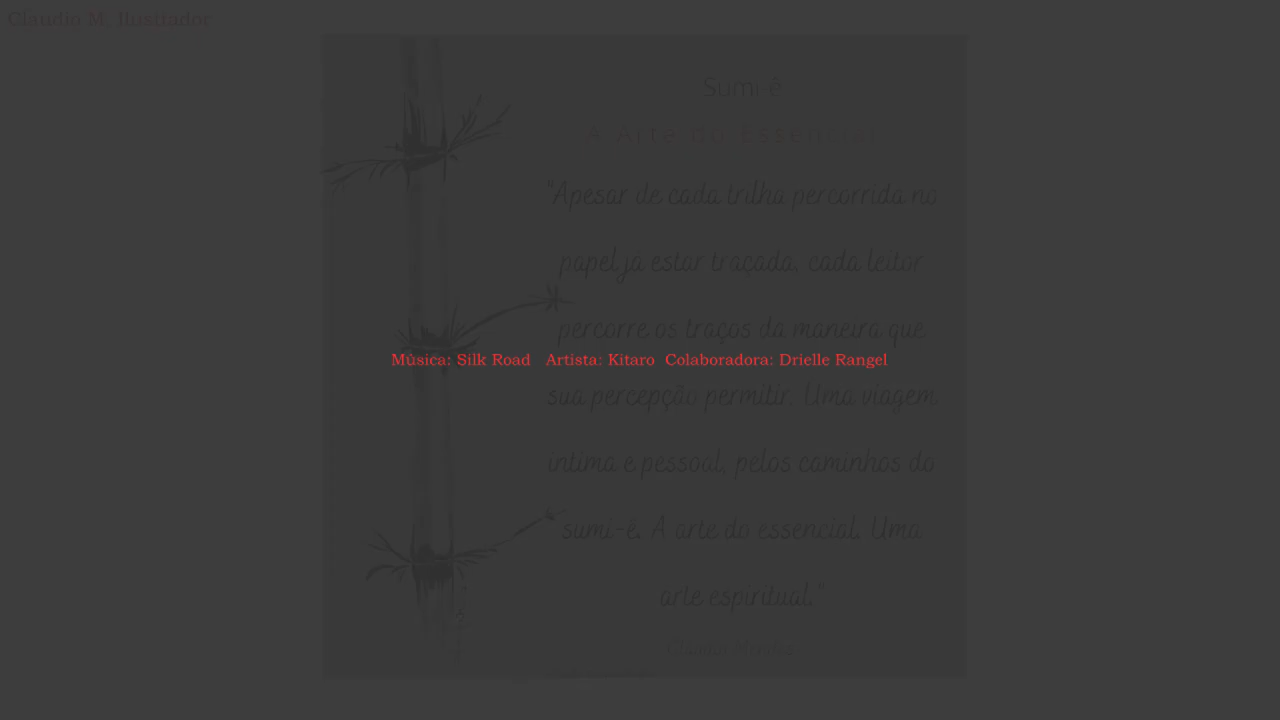 Claudio M. Ilusttador
Sumi-ê
A Arte do Essencial
"Apesar de cada trilha percorrida no
papel já estar traçada, cada leitor
percorre os traços da maneira que
Música: Silk Road Artista: Kitaro Colaboradora: Drielle Rangel
sua percepção permitir. Uma viagem
intima e pessoal, pelos caminhos do
sumi-ê. A arte do essencial. Uma
arte espiritual."